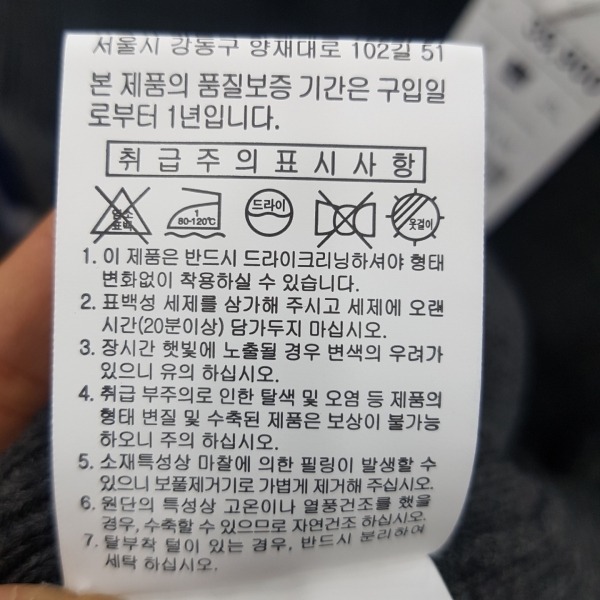 서울시 강동구 양재대로 102길 51
본 제품의 품질보증 기간은 구입일
로부터 1년입니다.
취급주의표시사항
염소 표백
1 80-120℃
드라이
옷걸이
1. 이 제품은 반드시 드라이크리닝하셔야 형태
변화없이 착용하실 수 있습니다.
2. 표백성 세제를 삼가해 주시고 세제에 오랜
시간(20분이상) 담가두지 마십시오.
3. 장시간 햇빛에 노출될 경우 변색의 우려가
있으니 유의 하십시오.
4. 취급 부주의로 인한 탈색 및 오염 등 제품의
형태 변질 및 수축된 제품은 보상이 불가능
하오니 주의 하십시오.
5. 소재특성상 마찰에 의한 필링이 발생할 수
있으니 보풀제거기로 가볍게 제거해 주십시오.
6. 원단의 특성상 고온이나 열풍건조를 했을
경우, 수축할 수 있으므로 자연건조 하십시오.
7. 탈부착 털이 있는 경우, 반드시 분리하여
세탁 하십시오.